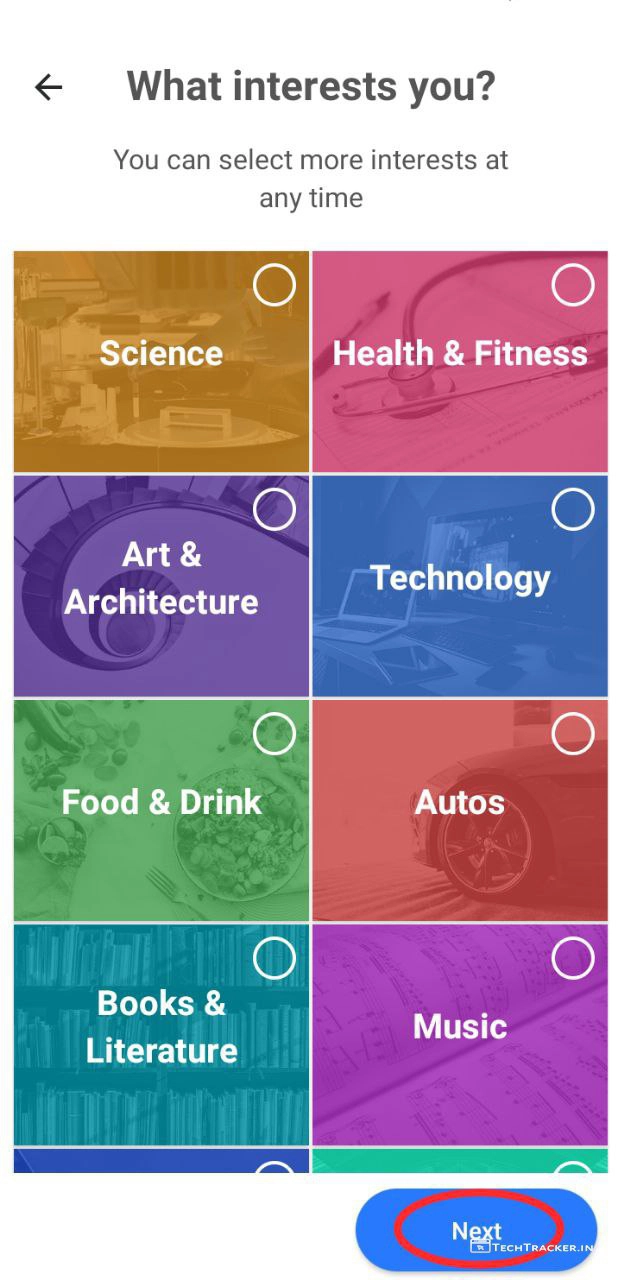 What interests you?
You can select more interests at
any time
Science
Health & Fitness
Art &
Architecture
Technology
Food & Drink
Autos
Books &
Literature
Music
Next
TECHTRACKER.IN